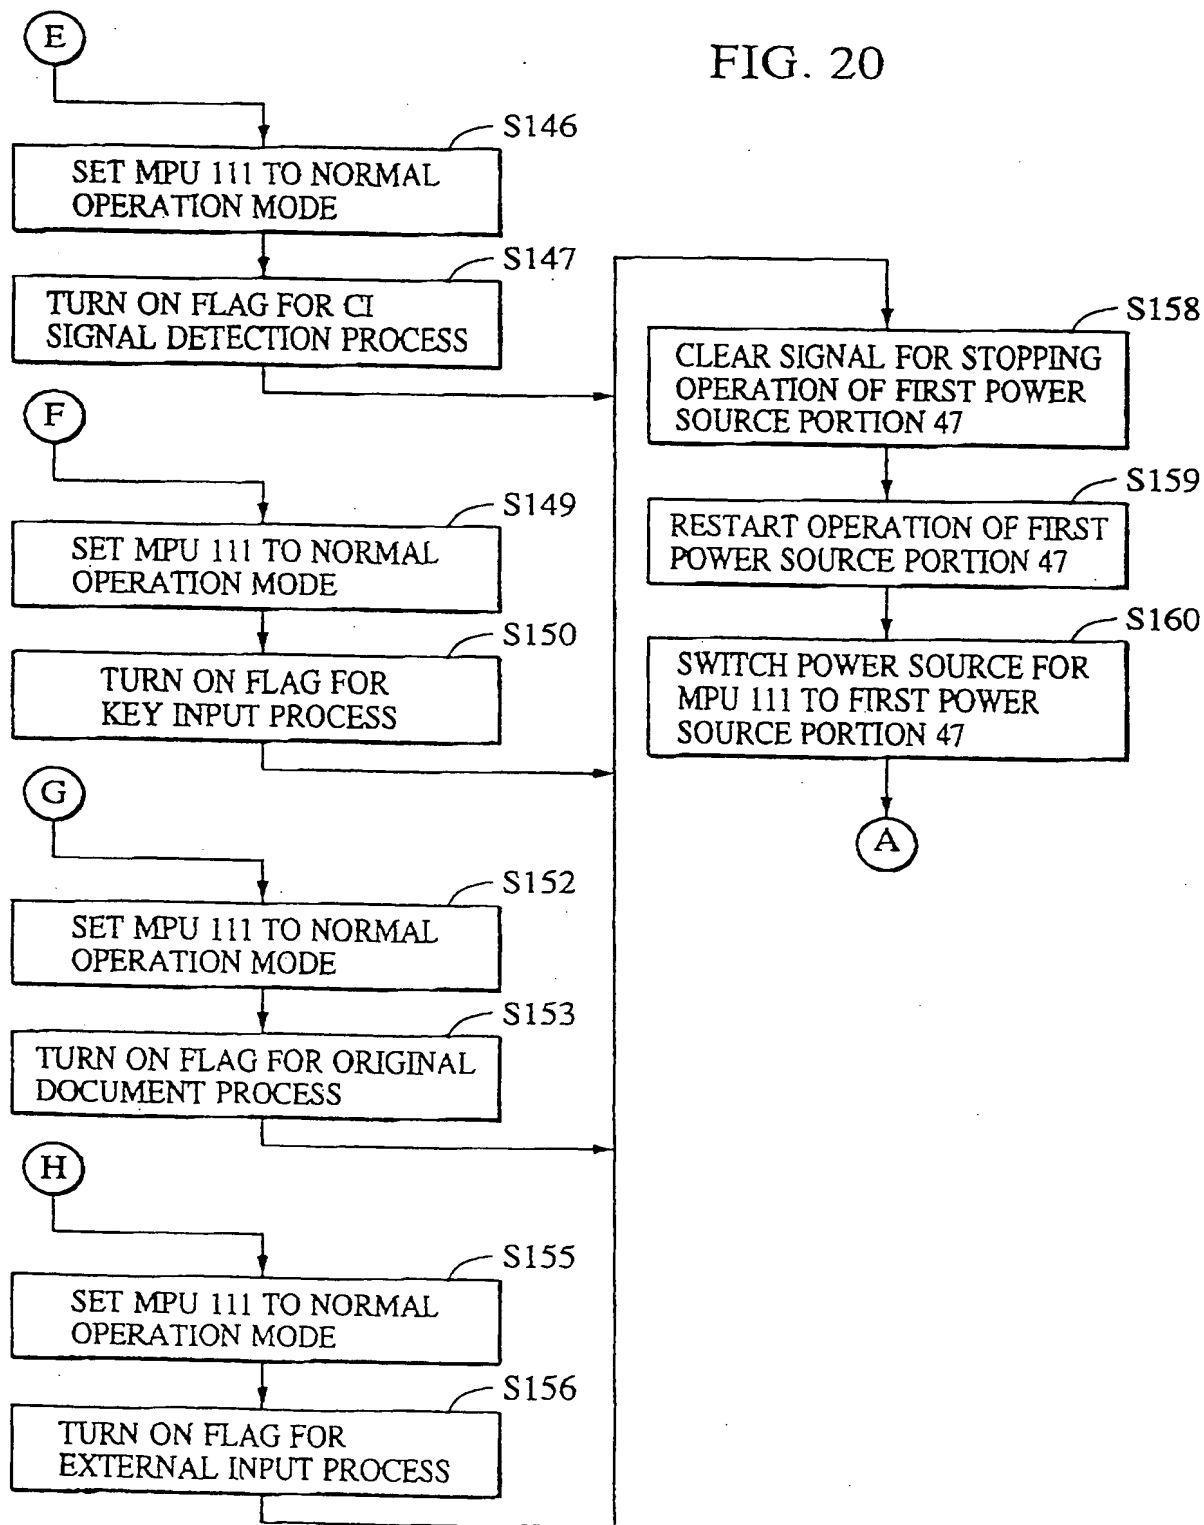 FIG. 20
E
S146
SET MPU 111 TO NORMAL
OPERATION MODE
S147
TURN ON FLAG FOR CI
SIGNAL DETECTION PROCESS
F
S149
SET MPU 111 TO NORMAL
OPERATION MODE
S150
TURN ON FLAG FOR
KEY INPUT PROCESS
G
S152
SET MPU 111 TO NORMAL
OPERATION MODE
S153
TURN ON FLAG FOR ORIGINAL
DOCUMENT PROCESS
H
S155
SET MPU 111 TO NORMAL
OPERATION MODE
S156
TURN ON FLAG FOR
EXTERNAL INPUT PROCESS
S158
CLEAR SIGNAL FOR STOPPING
OPERATION OF FIRST POWER
SOURCE PORTION 47
S159
RESTART OPERATION OF FIRST
POWER SOURCE PORTION 47
S160
SWITCH POWER SOURCE FOR
MPU 111 TO FIRST POWER
SOURCE PORTION 47
A